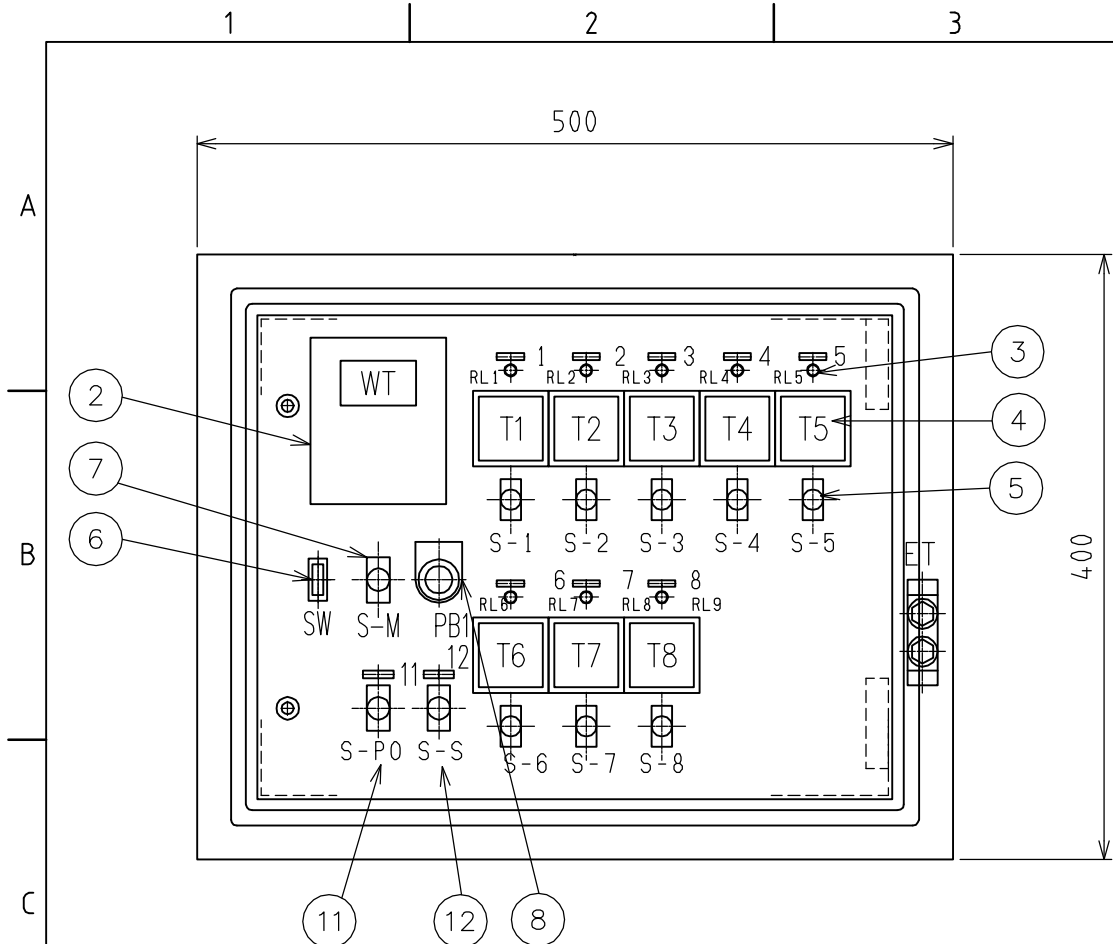 1 2 3
500
A
1 2 3 4 5
3
RL1 RL2 RL3 RL4 RL5
WT
2
T1 T2 T3 T4 T5
4
7
5
6
S-1 S-2 S-3 S-4 S-5
B
ET
400
6 7 8
RL6 RL7 RL8 RL9
SW S-M PB1
T6 T7 T8
11 12
S-PO S-S
S-6 S-7 S-8
C
11 12 8